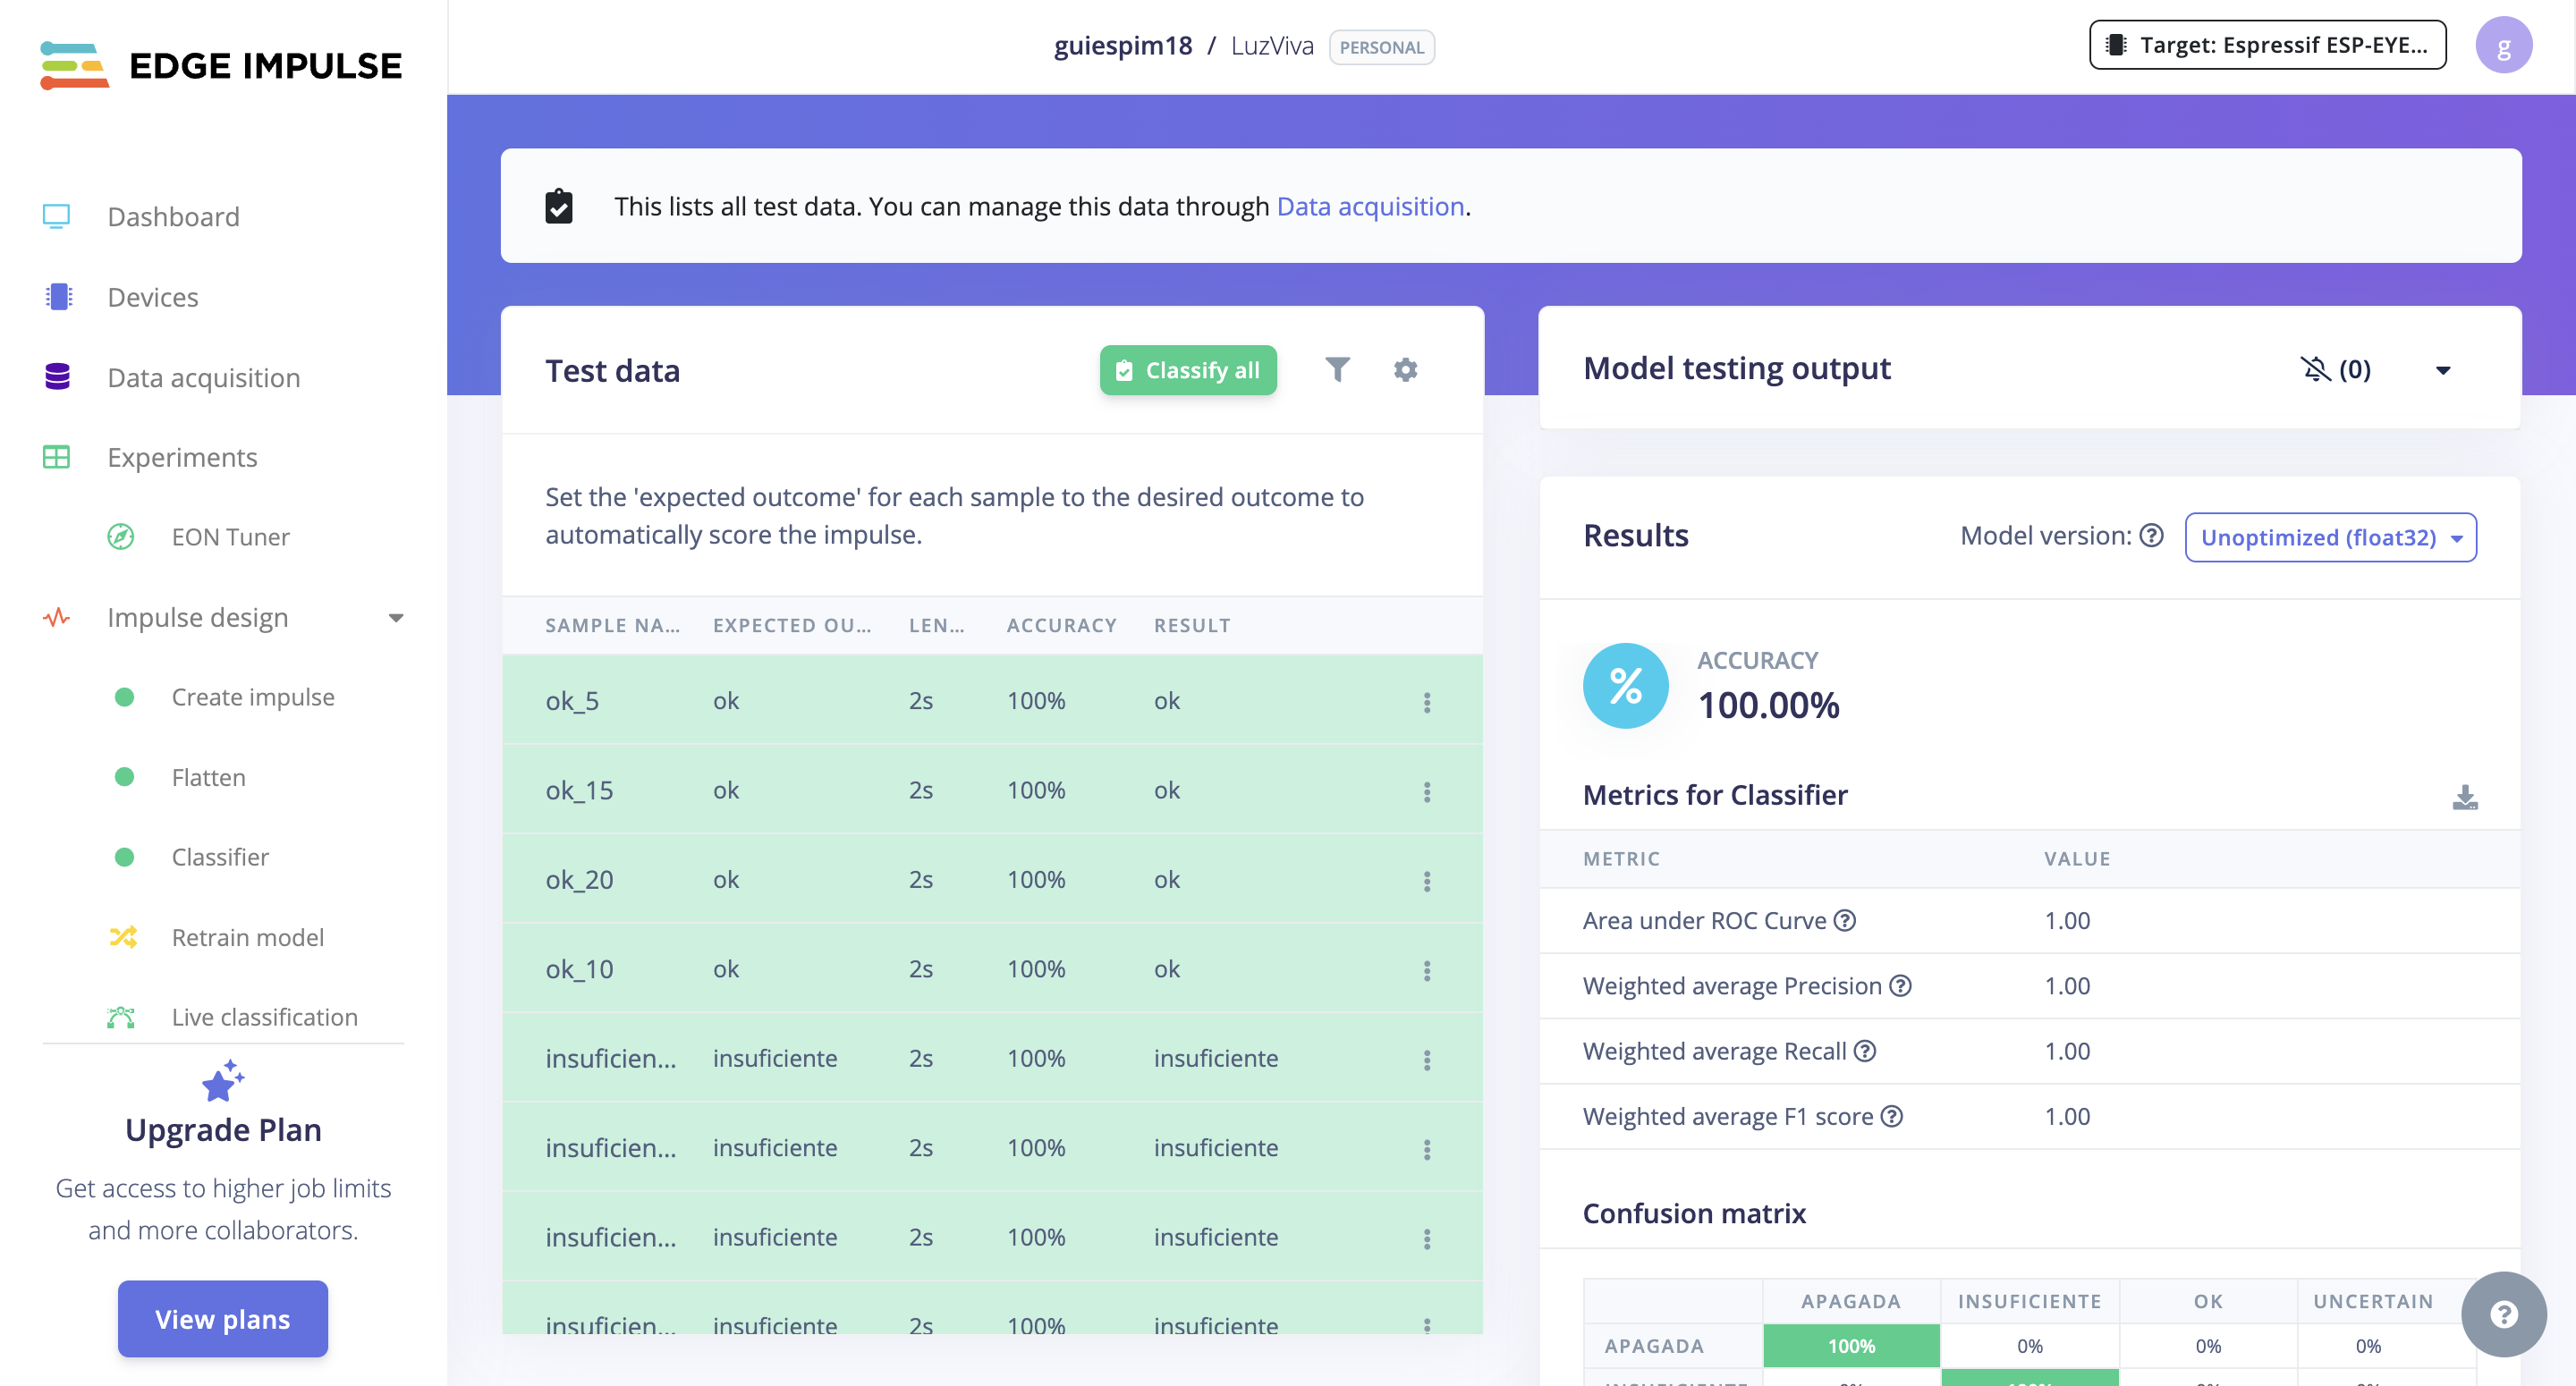 EDGE IMPULSE
guiespim18 / LuzViva PERSONAL
Target: Espressif ESP-EYE...
g
Dashboard
Devices
Data acquisition
Experiments
EON Tuner
Impulse design
Create impulse
Flatten
Classifier
Retrain model
Live classification
Upgrade Plan
Get access to higher job limits
and more collaborators.
View plans
This lists all test data. You can manage this data through Data acquisition.
Test data
Classify all
Set the 'expected outcome' for each sample to the desired outcome to
automatically score the impulse.
SAMPLE NA... EXPECTED OU... LEN... ACCURACY RESULT
ok_5 ok 2s 100% ok
ok_15 ok 2s 100% ok
ok_20 ok 2s 100% ok
ok_10 ok 2s 100% ok
insuficien... insuficiente 2s 100% insuficiente
insuficien... insuficiente 2s 100% insuficiente
insuficien... insuficiente 2s 100% insuficiente
insuficien... insuficiente 2s 100% insuficiente
Model testing output
(0)
Results
Model version: Unoptimized (float32)
%
ACCURACY
100.00%
Metrics for Classifier
METRIC VALUE
Area under ROC Curve 1.00
Weighted average Precision 1.00
Weighted average Recall 1.00
Weighted average F1 score 1.00
Confusion matrix
APAGADA INSUFICIENTE OK UNCERTAIN
APAGADA 100% 0% 0% 0%